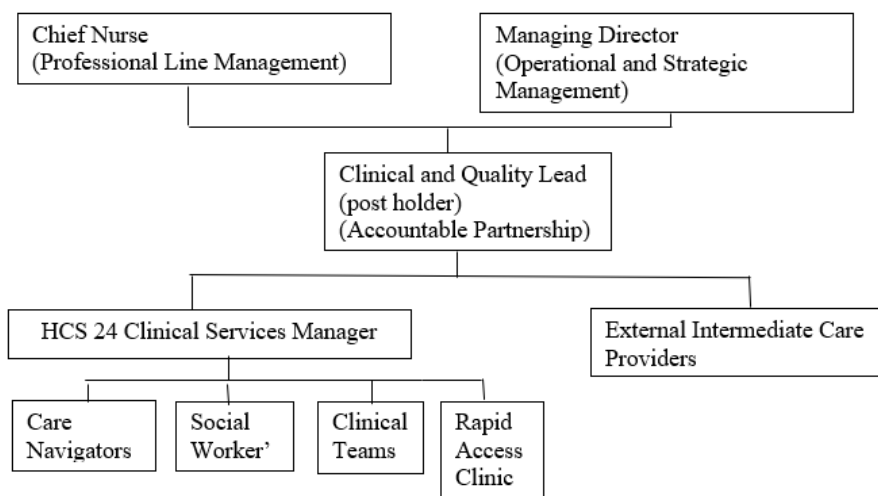 Chief Nurse
(Professional Line Management)
Managing Director
(Operational and Strategic
Management)
Clinical and Quality Lead
(post holder)
(Accountable Partnership)
HCS 24 Clinical Services Manager
External Intermediate Care
Providers
Care
Navigators
Social
Worker’
Clinical
Teams
Rapid
Access
Clinic